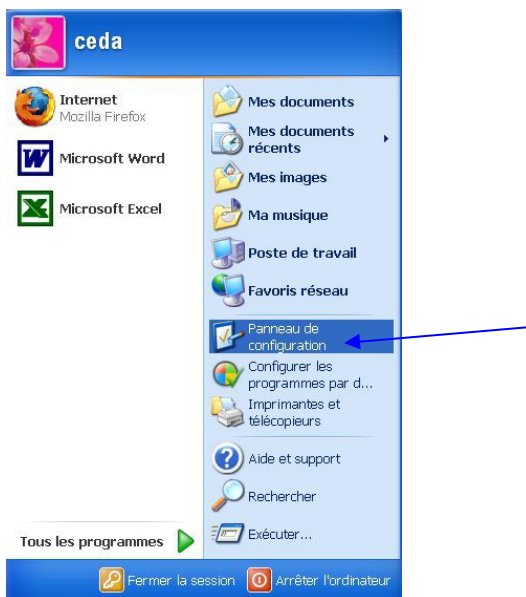 ceda
Internet
Mozilla Firefox
Microsoft Word
Microsoft Excel
Tous les programmes
Mes documents
Mes documents
récents
Mes images
Ma musique
Poste de travail
Favoris réseau
Panneau de
configuration
Configurer les
programmes par d...
Imprimantes et
télécopieurs
Aide et support
Rechercher
Exécuter...
Fermer la session
Arrêter l'ordinateur